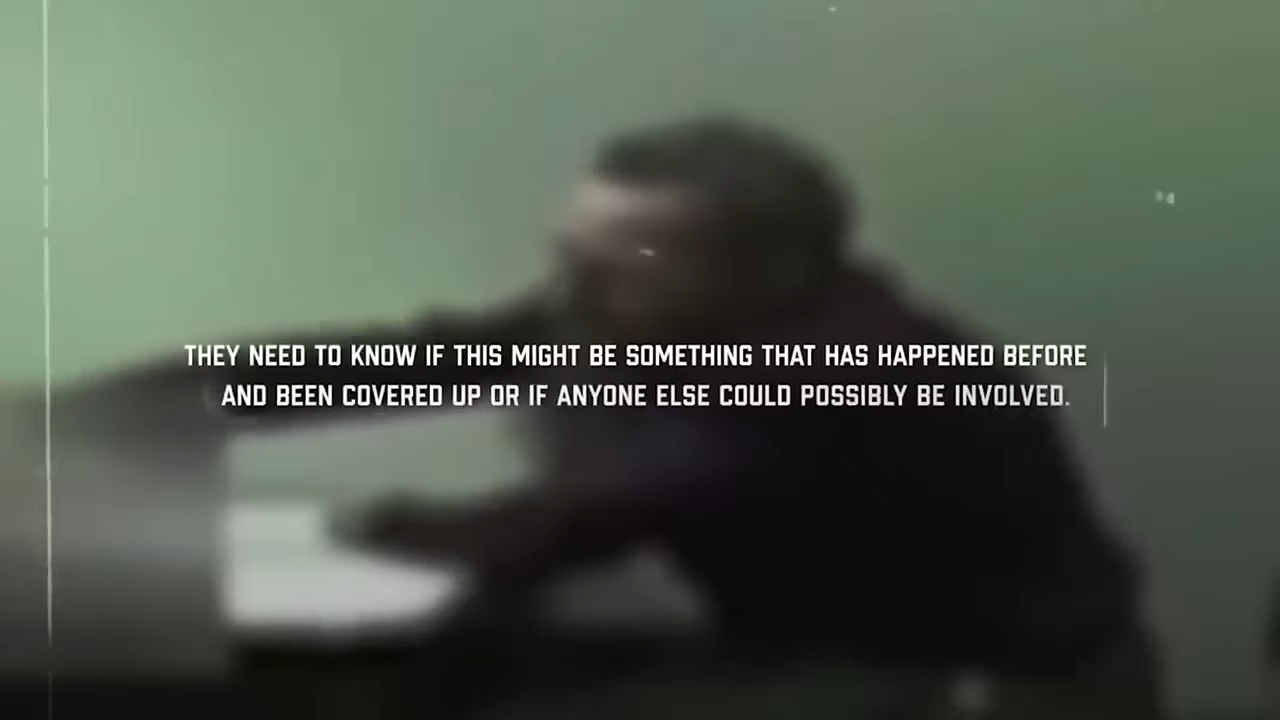 THEY NEED TO KNOW IF THIS MIGHT BE SOMETHING THAT HAS HAPPENED BEFORE
AND BEEN COVERED UP OR IF ANYONE ELSE COULD POSSIBLY BE INVOLVED.